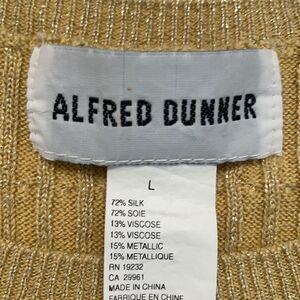 ALFRED DUNNER
L
72% SILK
72% SOIE
13% VISCOSE
13% VISCOSE
15% METALLIC
15% METALLIQUE
RN 19232
CA 29961
MADE IN CHINA
FABRIQUE EN CHINE